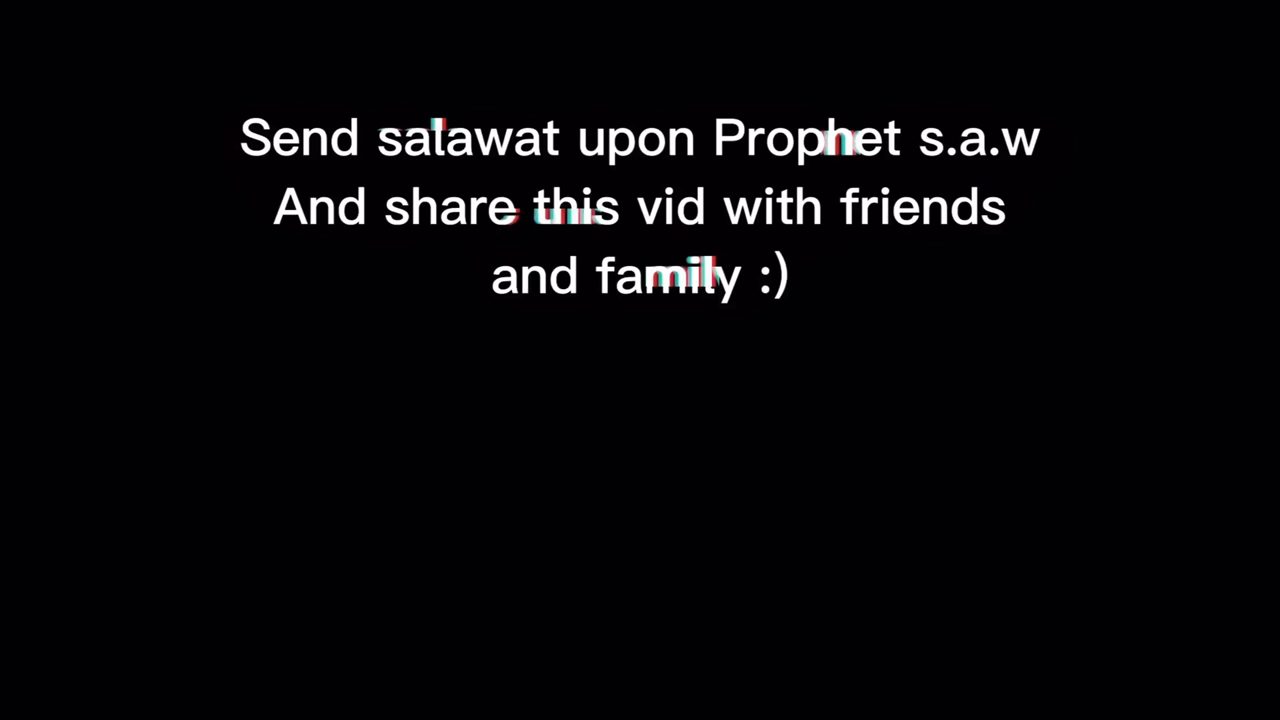 Send salawat upon Prophet s.a.w
And share this vid with friends
and family :)